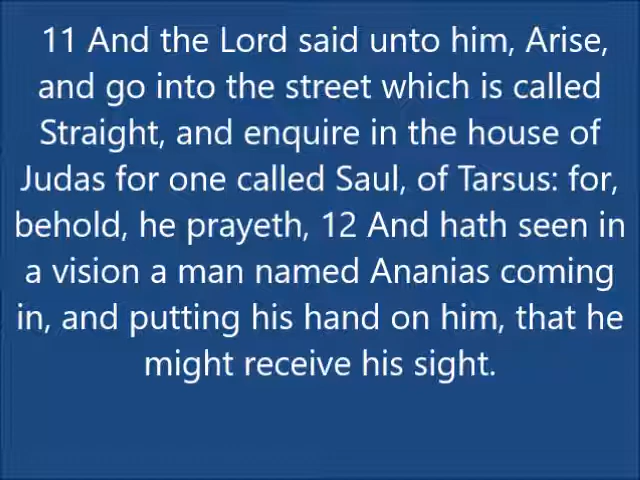 11 And the Lord said unto him, Arise,
and go into the street which is called
Straight, and enquire in the house of
Judas for one called Saul, of Tarsus: for,
behold, he prayeth, 12 And hath seen in
a vision a man named Ananias coming
in, and putting his hand on him, that he
might receive his sight.